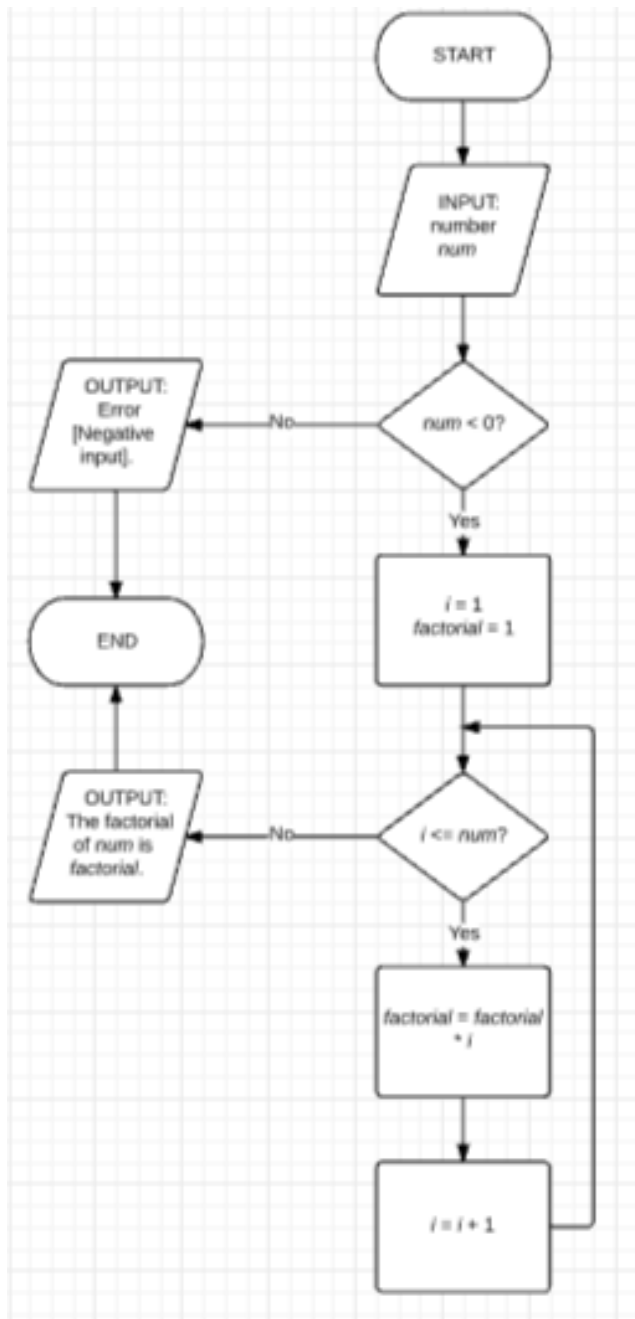 START
INPUT:
number
num
num < 0?
No
OUTPUT:
Error
[Negative
input].
Yes
i = 1
factorial = 1
END
i <= num?
No
OUTPUT:
The factorial
of num is
factorial.
Yes
factorial = factorial
* i
i = i + 1